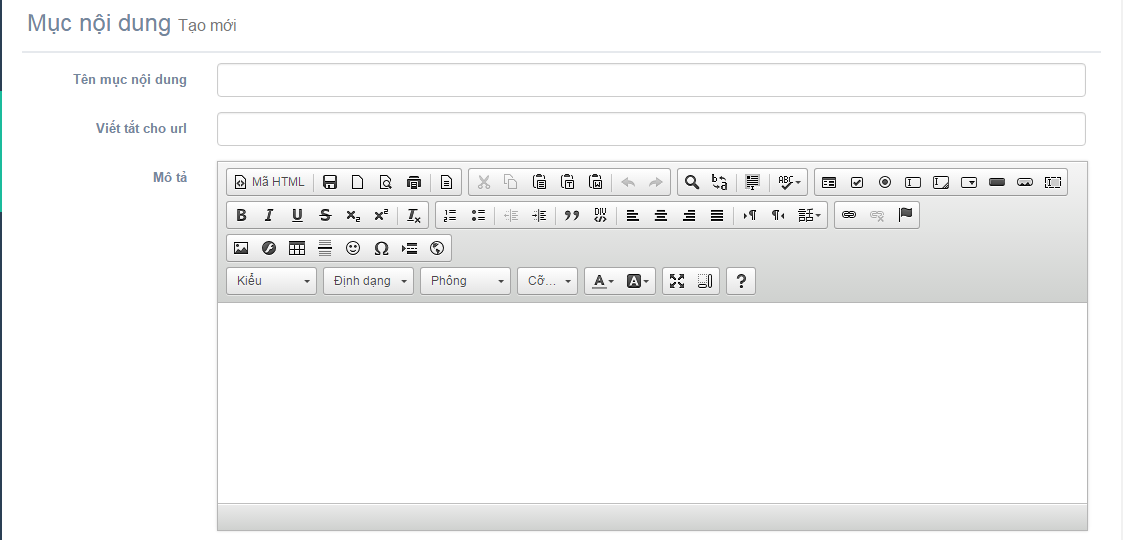 Mục nội dung Tạo mới
Tên mục nội dung
Viết tắt cho url
Mô tả
Mã HTML
Kiểu Định dạng Phông Cỡ...